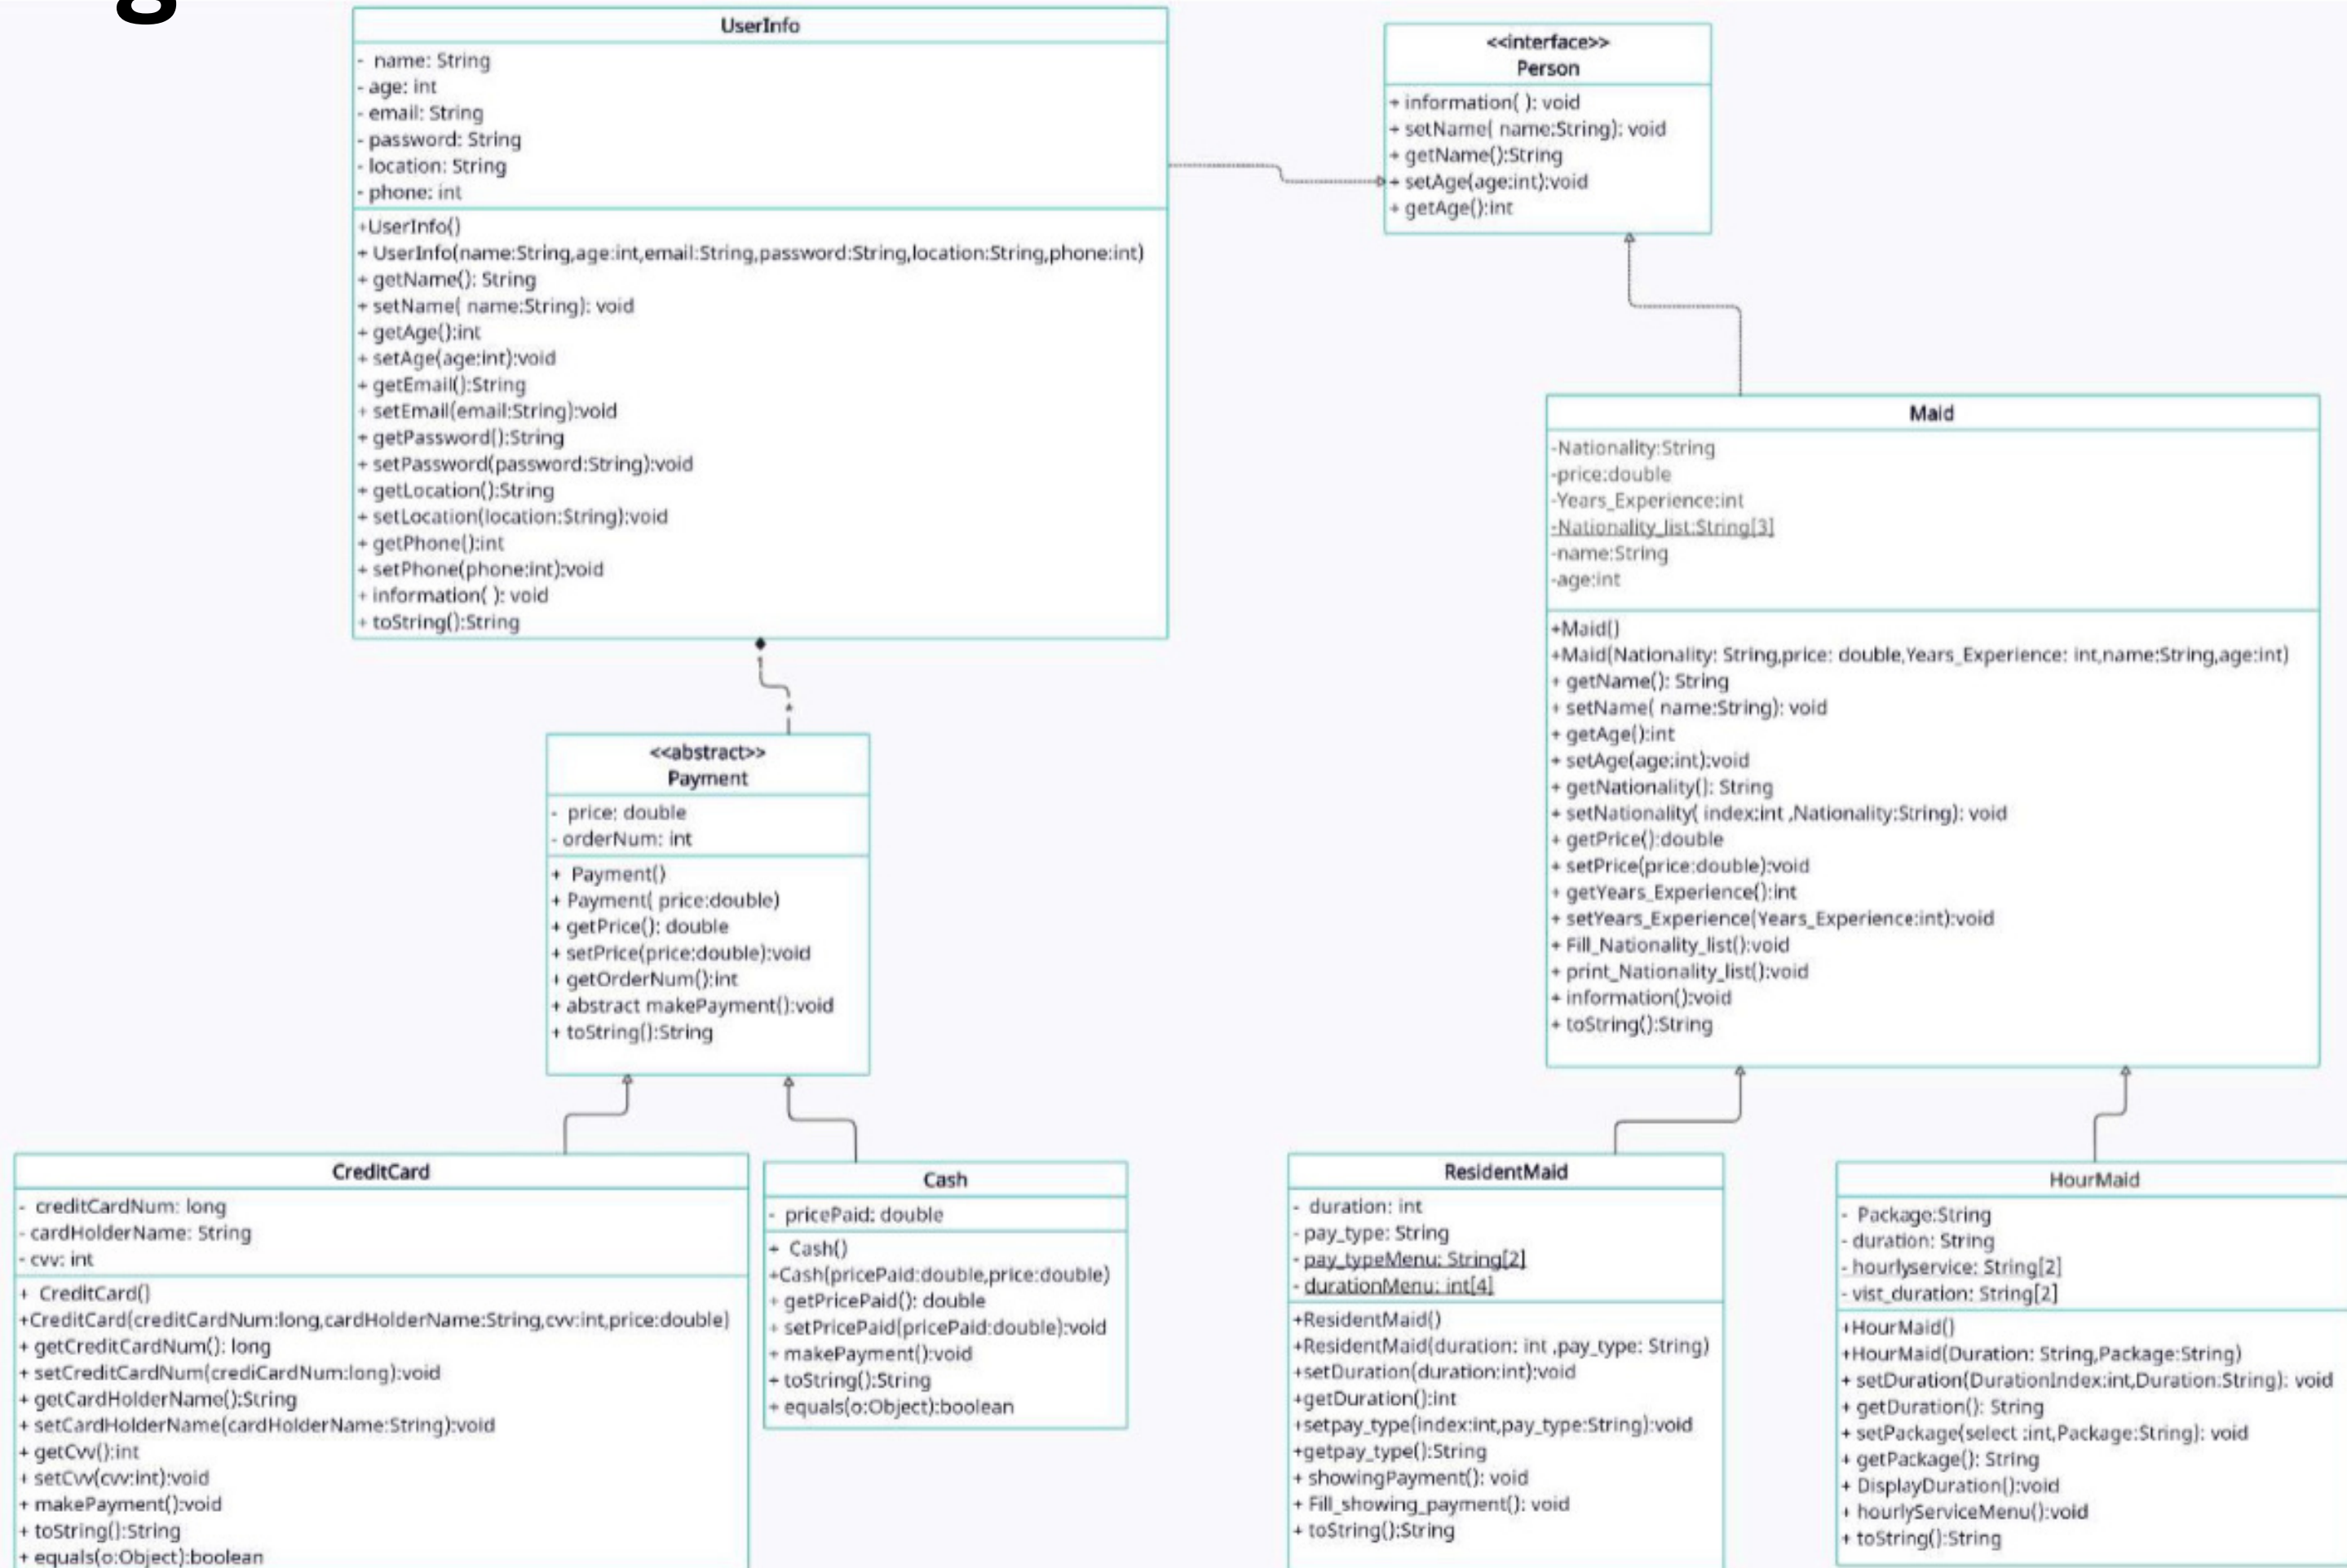 g
UserInfo
- name: String
- age: int
- email: String
- password: String
- location: String
- phone: int
+UserInfo()
+ UserInfo(name:String,age:int,email:String,password:String,location:String,phone:int)
+ getName(): String
+ setName( name:String): void
+ getAge():int
+ setAge(age:int):void
+ getEmail():String
+ setEmail(email:String):void
+ getPassword():String
+ setPassword(password:String):void
+ getLocation():String
+ setLocation(location:String):void
+ getPhone():int
+ setPhone(phone:int):void
+ information( ): void
+ toString():String
<<interface>>
Person
+ information( ): void
+ setName( name:String): void
+ getName():String
+ setAge(age:int):void
+ getAge():int
Maid
-Nationality:String
-price:double
-Years_Experience:int
-Nationality_list:String[3]
-name:String
-age:int
+Maid()
+Maid(Nationality: String,price: double,Years_Experience: int,name:String,age:int)
+ getName(): String
+ setName( name:String): void
+ getAge():int
+ setAge(age:int):void
+ getNationality(): String
+ setNationality( index:int ,Nationality:String): void
+ getPrice():double
+ setPrice(price:double):void
+ getYears_Experience():int
+ setYears_Experience(Years_Experience:int):void
+ Fill_Nationality_list():void
+ print_Nationality_list():void
+ information():void
+ toString():String
1
*
<<abstract>>
Payment
- price: double
- orderNum: int
+ Payment()
+ Payment( price:double)
+ getPrice(): double
+ setPrice(price:double):void
+ getOrderNum():int
+ abstract makePayment():void
+ toString():String
CreditCard
- creditCardNum: long
- cardHolderName: String
- cvv: int
+ CreditCard()
+CreditCard(creditCardNum:long,cardHolderName:String,cvv:int,price:double)
+ getCreditCardNum(): long
+ setCreditCardNum(crediCardNum:long):void
+ getCardHolderName():String
+ setCardHolderName(cardHolderName:String):void
+ getCvv():int
+ setCvv(cvv:int):void
+ makePayment():void
+ toString():String
+ equals(o:Object):boolean
Cash
- pricePaid: double
+ Cash()
+Cash(pricePaid:double,price:double)
+ getPricePaid(): double
+ setPricePaid(pricePaid:double):void
+ makePayment():void
+ toString():String
+ equals(o:Object):boolean
ResidentMaid
- duration: int
- pay_type: String
- pay_typeMenu: String[2]
- durationMenu: int[4]
+ResidentMaid()
+ResidentMaid(duration: int ,pay_type: String)
+setDuration(duration:int):void
+getDuration():int
+setpay_type(index:int,pay_type:String):void
+getpay_type():String
+ showingPayment(): void
+ Fill_showing_payment(): void
+ toString():String
HourMaid
- Package:String
- duration: String
- hourlyservice: String[2]
- vist_duration: String[2]
+HourMaid()
+HourMaid(Duration: String,Package:String)
+ setDuration(DurationIndex:int,Duration:String): void
+ getDuration(): String
+ setPackage(select :int,Package:String): void
+ getPackage(): String
+ DisplayDuration():void
+ hourlyServiceMenu():void
+ toString():String